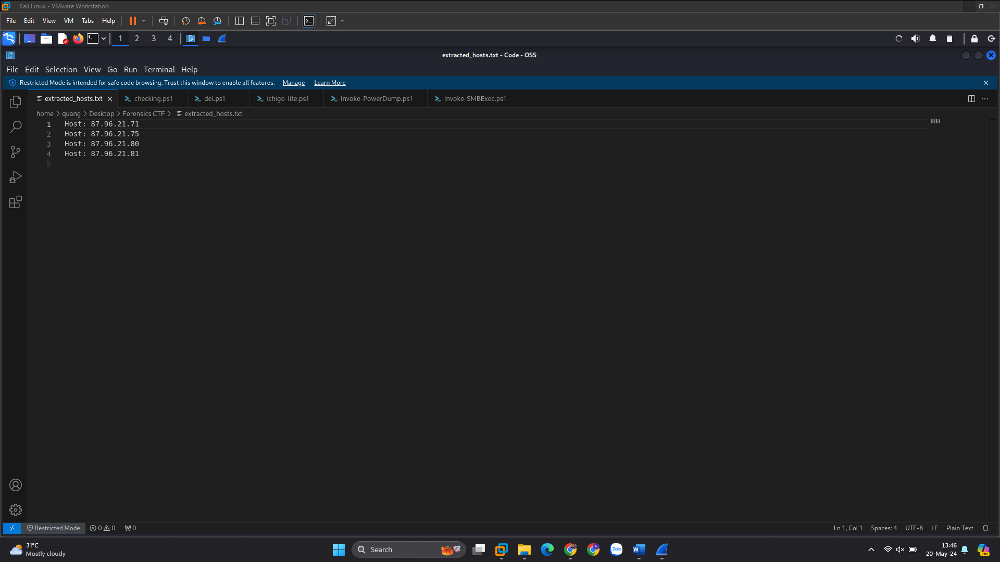 Kali Linux - VMware Workstation
File Edit View VM Tabs Help
1 2 3 4
extracted_hosts.txt - Code - OSS
File Edit Selection View Go Run Terminal Help
Restricted Mode is intended for safe code browsing. Trust this window to enable all features. Manage Learn More
extracted_hosts.txt checking.ps1 del.ps1 ichigo-lite.ps1 Invoke-PowerDump.ps1 Invoke-SMBExec.ps1
home > quang > Desktop > Forensics CTF > extracted_hosts.txt
1 Host: 87.96.21.71
2 Host: 87.96.21.75
3 Host: 87.96.21.80
4 Host: 87.96.21.81
5
Restricted Mode 0 0 0 Ln 1, Col 1 Spaces: 4 UTF-8 LF Plain Text
31°C
Mostly cloudy
Search
Zalo
W
N
PRE
13:46
20-May-24